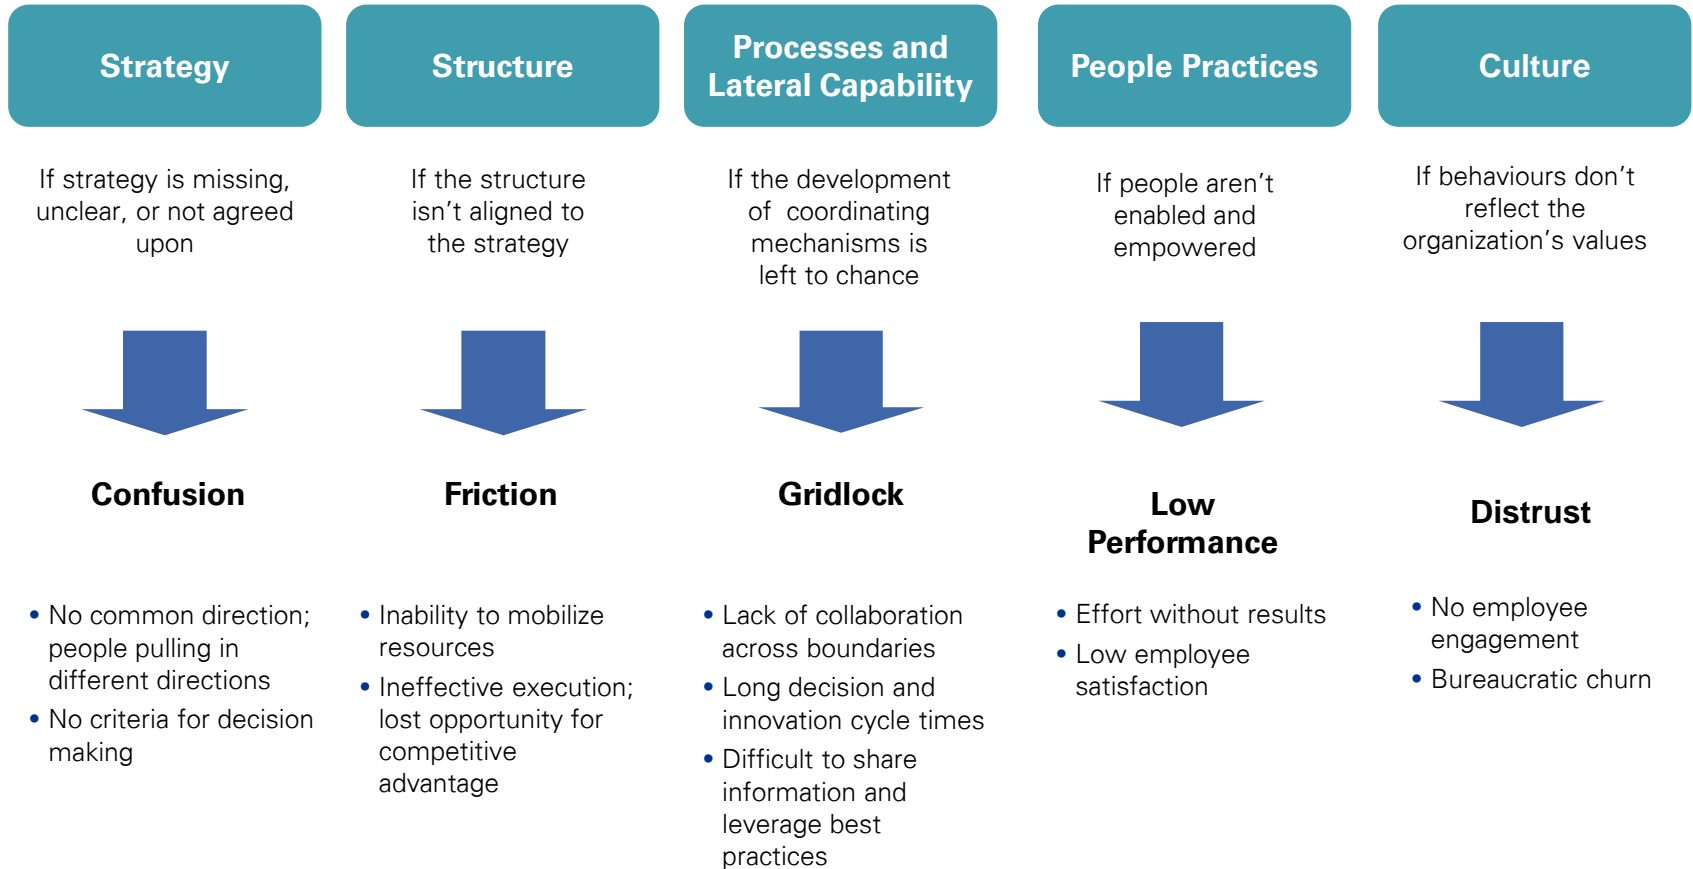 Strategy
If strategy is missing,
unclear, or not agreed
upon
Confusion
• No common direction;
people pulling in
different directions
• No criteria for decision
making
Structure
If the structure
isn’t aligned to
the strategy
Friction
• Inability to mobilize
resources
• Ineffective execution;
lost opportunity for
competitive
advantage
Processes and
Lateral Capability
If the development
of coordinating
mechanisms is
left to chance
Gridlock
• Lack of collaboration
across boundaries
• Long decision and
innovation cycle times
• Difficult to share
information and
leverage best
practices
People Practices
If people aren’t
enabled and
empowered
Low
Performance
• Effort without results
• Low employee
satisfaction
Culture
If behaviours don’t
reflect the
organization’s values
Distrust
• No employee
engagement
• Bureaucratic churn